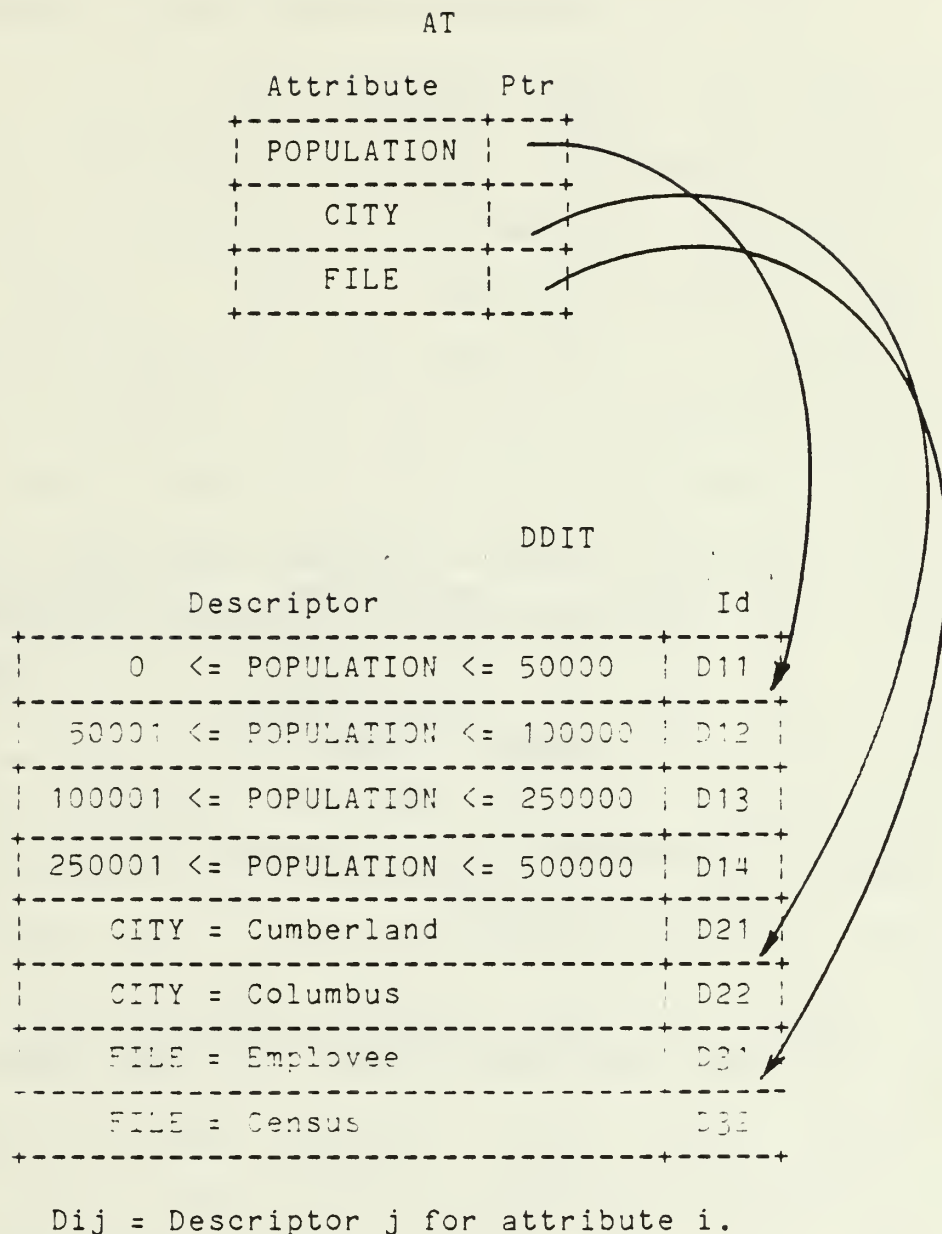 AT
Attribute Ptr
POPULATION
CITY
FILE
DDIT
Descriptor Id
0 <= POPULATION <= 50000 D11
50001 <= POPULATION <= 100000 D12
100001 <= POPULATION <= 250000 D13
250001 <= POPULATION <= 500000 D14
CITY = Cumberland D21
CITY = Columbus D22
FILE = Employee D31
FILE = Census D32
Dij = Descriptor j for attribute i.